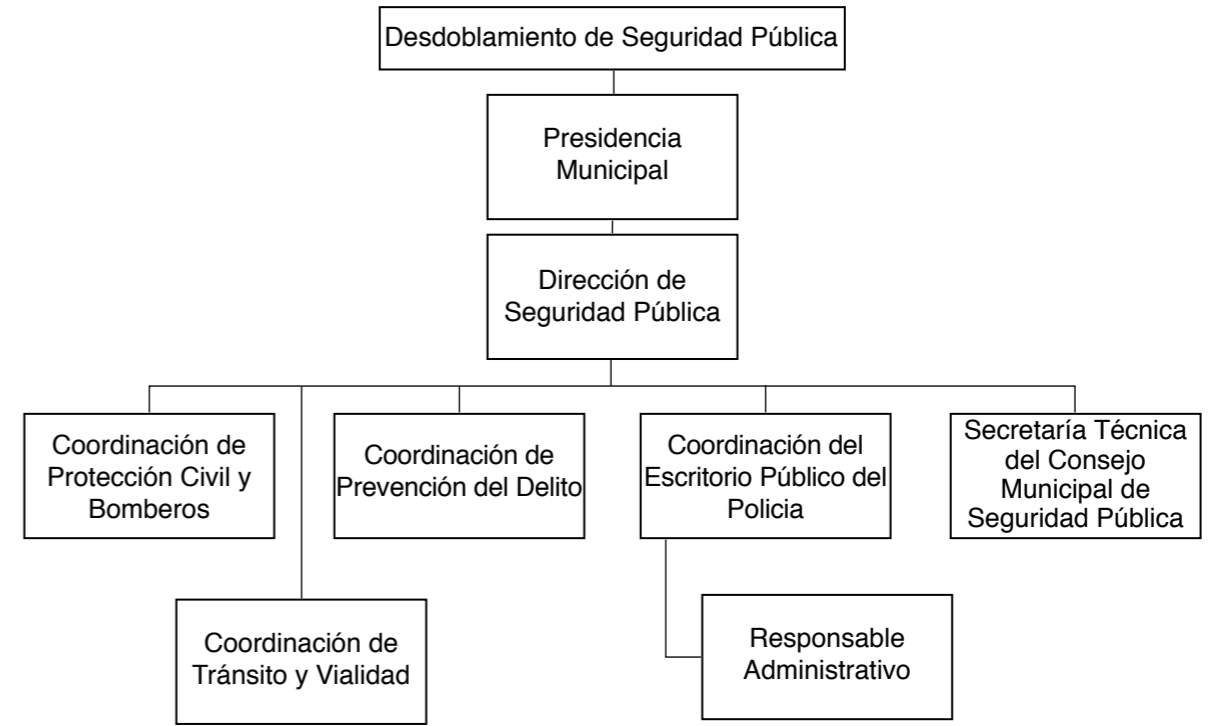 Desdoblamiento de Seguridad Pública
Presidencia
Municipal
Dirección de
Seguridad Pública
Coordinación de
Protección Civil y
Bomberos
Coordinación de
Prevención del Delito
Coordinación del
Escritorio Público del
Policia
Secretaría Técnica
del Consejo
Municipal de
Seguridad Pública
Coordinación de
Tránsito y Vialidad
Responsable
Administrativo